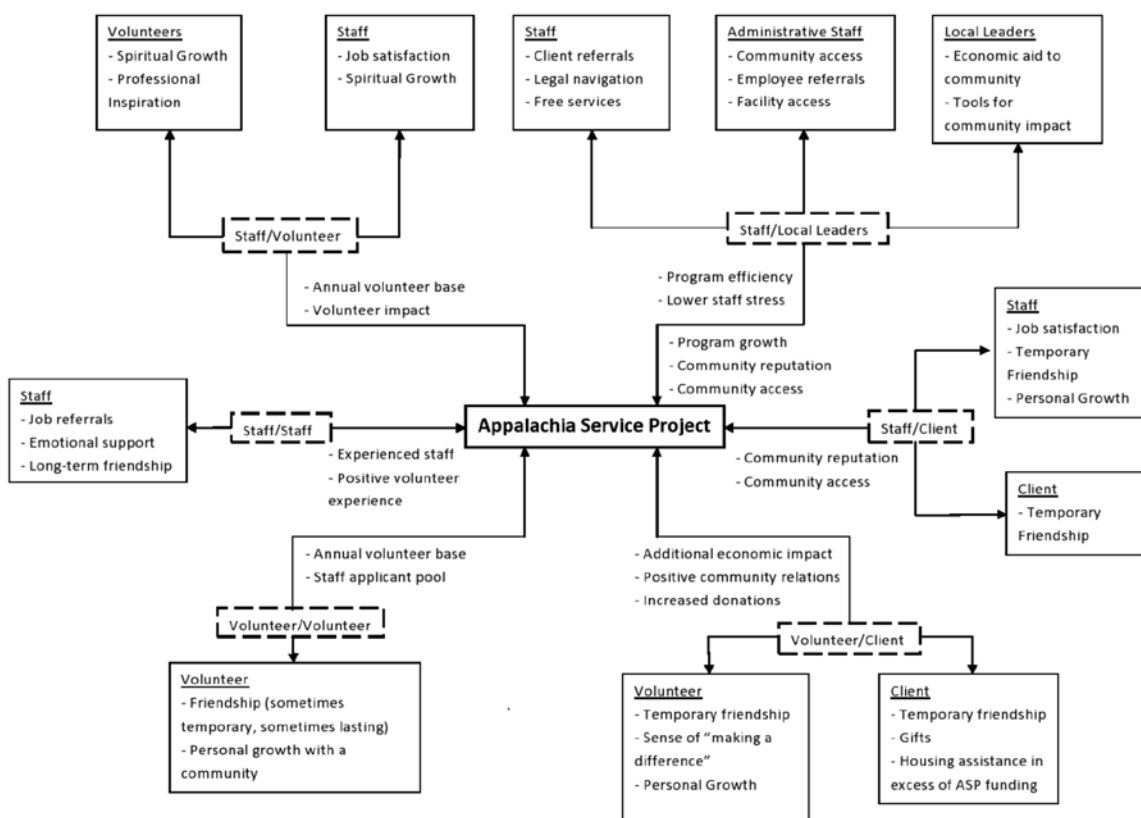 Volunteers
- Spiritual Growth
- Professional
Inspiration
Staff
- Job satisfaction
- Spiritual Growth
Staff
- Client referrals
- Legal navigation
- Free services
Administrative Staff
- Community access
- Employee referrals
- Facility access
Local Leaders
- Economic aid to
community
- Tools for
community impact
Staff/Volunteer
Staff/Local Leaders
- Annual volunteer base
- Volunteer impact
- Program efficiency
- Lower staff stress
- Program growth
- Community reputation
- Community access
Staff
- Job satisfaction
- Temporary
Friendship
- Personal Growth
Staff
- Job referrals
- Emotional support
- Long-term friendship
Staff/Staff
- Experienced staff
- Positive volunteer
experience
Appalachia Service Project
Staff/Client
- Community reputation
- Community access
Client
- Temporary
Friendship
- Annual volunteer base
- Staff applicant pool
- Additional economic impact
- Positive community relations
- Increased donations
Volunteer/Volunteer
Volunteer/Client
Volunteer
- Friendship (sometimes
temporary, sometimes lasting)
- Personal growth with a
community
Volunteer
- Temporary friendship
- Sense of “making a
difference”
- Personal Growth
Client
- Temporary friendship
- Gifts
- Housing assistance in
excess of ASP funding